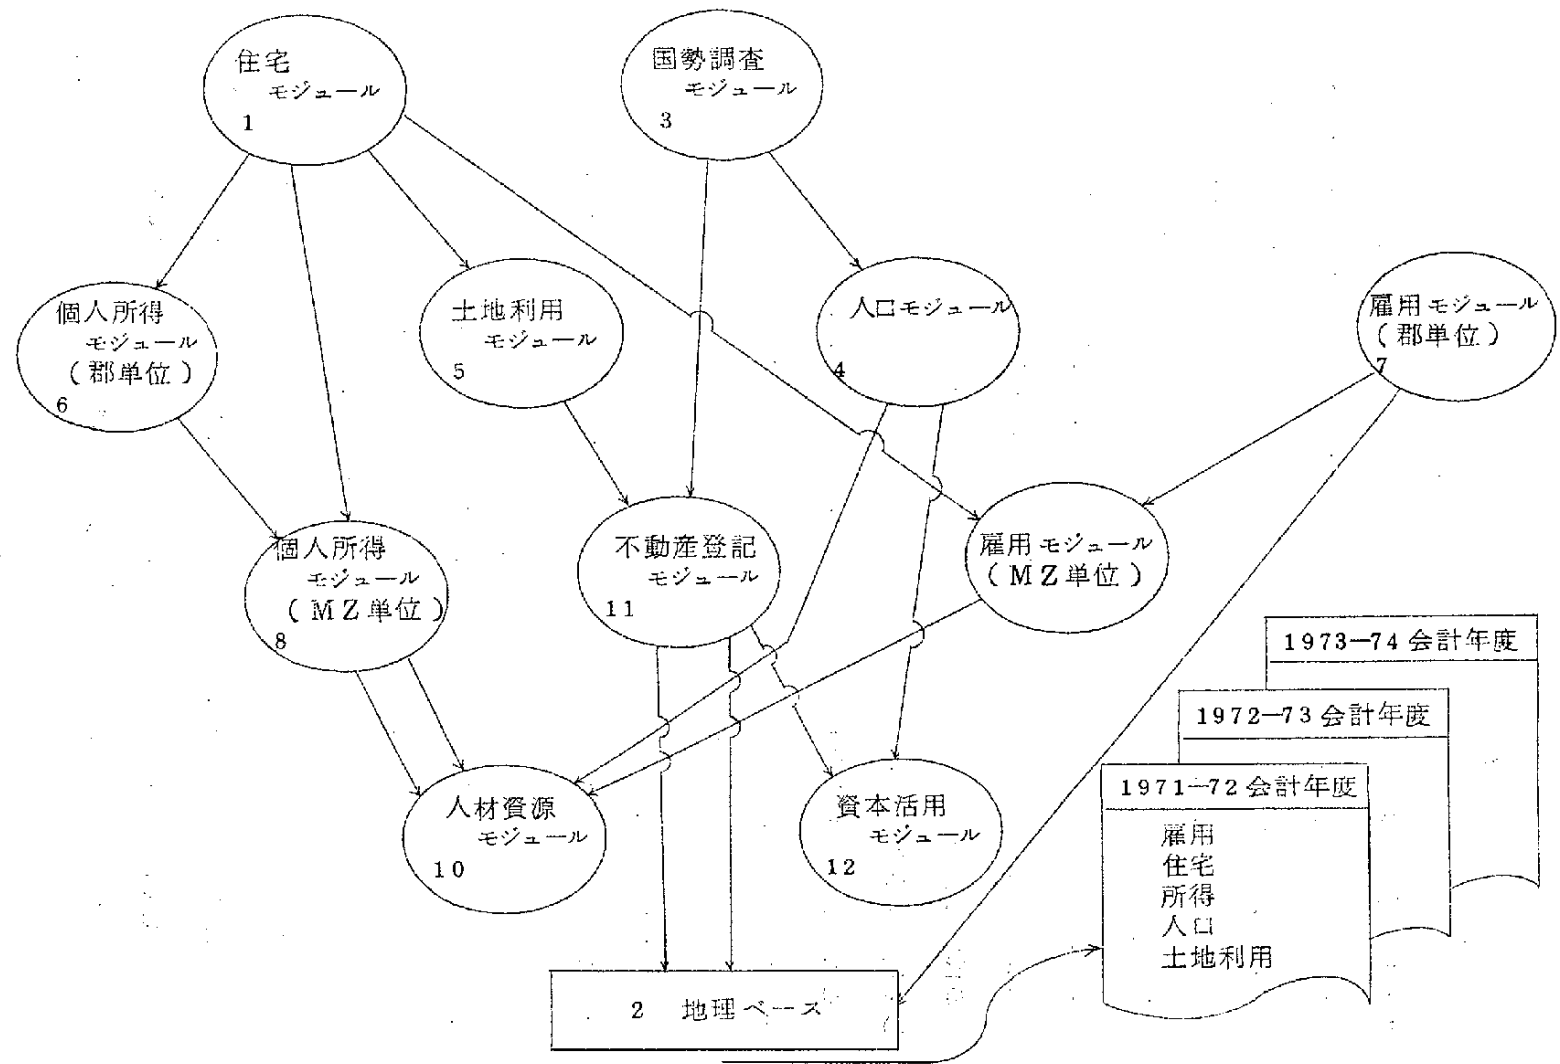 住宅
モジュール
1
国勢調査
モジュール
3
個人所得
モジュール
(郡単位)
6
土地利用
モジュール
5
人口モジュール
4
雇用モジュール
(郡単位)
7
個人所得
モジュール
(MZ単位)
8
不動産登記
モジュール
11
雇用モジュール
(MZ単位)
1973—74会計年度
1972—73会計年度
1971—72会計年度
雇用
住宅
所得
人口
土地利用
人材資源
モジュール
10
資本活用
モジュール
12
2 地理ベース